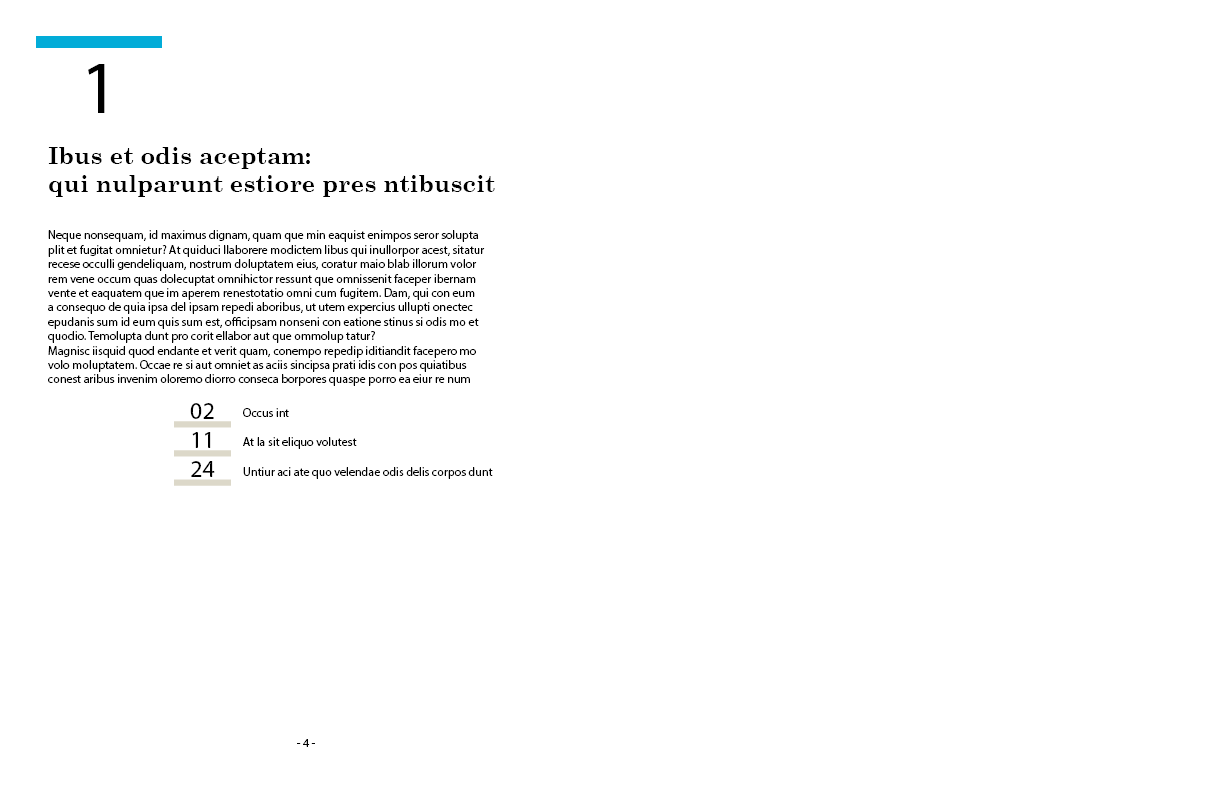 1
Ibus et odis aceptam:
qui nulparunt estiore pres ntibuscit
Neque nonsequam, id maximus dignam, quam que min eaquist enimpos seror solupta
plit et fugitat omnietur? At quiduci llaborere modictem libus qui inullorpor acest, sitatur
recese occulli gendeliquam, nostrum doluptatem eius, coratur maio blab illorum volor
rem vene occum quas dolecuptat omnihictor ressunt que omnissenit faceper ibernam
vente et eaquatem que im aperem renestotatio omni cum fugitem. Dam, qui con eum
a consequo de quia ipsa del ipsam repedi aboribus, ut utem expercius ullupti onectec
epudanis sum id eum quis sum est, officipsam nonseni con eatione stinus si odis mo et
quodio. Temolupta dunt pro corit ellabor aut que ommolup tatur?
Magnisc iisquid quod endante et verit quam, conempo repedip iditiandit facepero mo
volo moluptatem. Occae re si aut omniet as aciis sincipsa prati idis con pos quiatibus
conest aribus invenim oloremo diorro conseca borpores quaspe porro ea eiur re num
02 Occus int
11 At la sit eliquo volutest
24 Untiur aci ate quo velendae odis delis corpos dunt
- 4 -